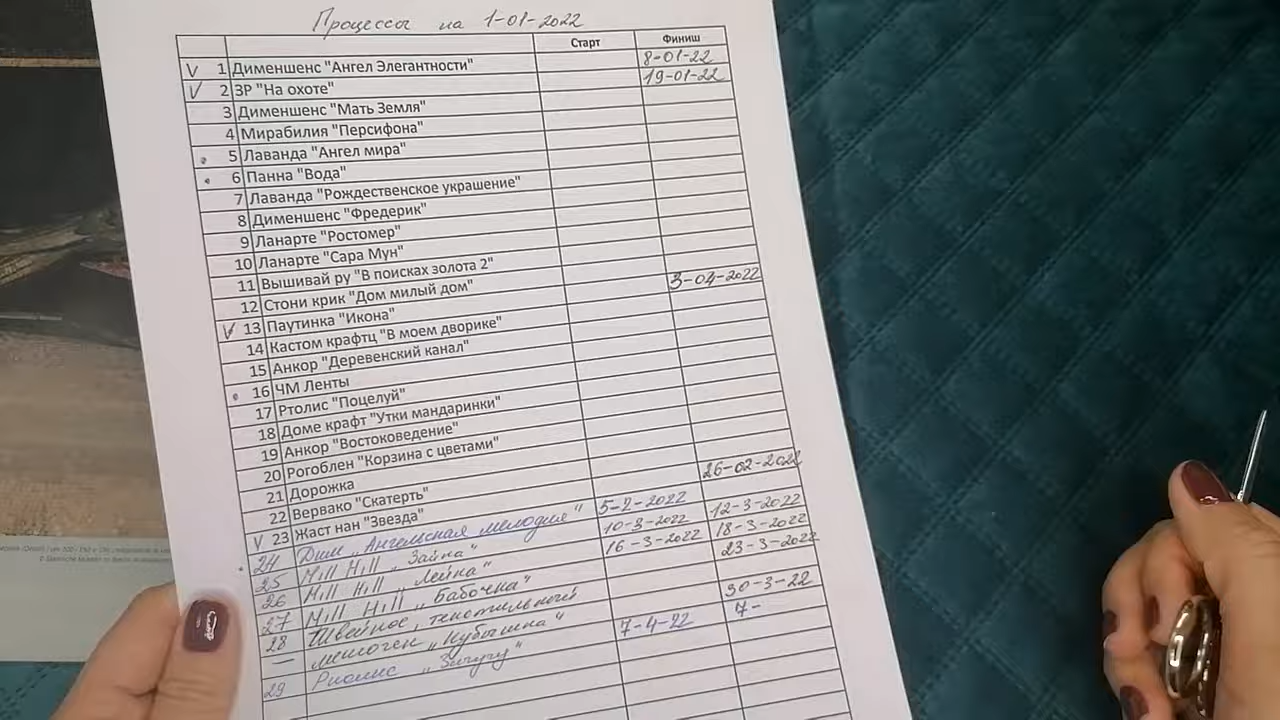 Процессы на 1-01-2022
Старт Финиш
V 1 Дименшенс "Ангел Элегантности" 8-01-22
V 2 ЗР "На охоте" 19-01-22
3 Дименшенс "Мать Земля"
4 Мирабилия "Персифона"
5 Лаванда "Ангел мира"
6 Панна "Вода"
7 Лаванда "Рождественское украшение"
8 Дименшенс "Фредерик"
9 Ланарте "Ростомер"
10 Ланарте "Сара Мун"
11 Вышивай ру "В поисках золота 2"
12 Стони крик "Дом милый дом"
V 13 Паутинка "Икона" 3-04-2022
14 Кастом крафтц "В моем дворике"
15 Анкор "Деревенский канал"
16 ЧМ Ленты
17 Ртолис "Поцелуй"
18 Доме крафт "Утки мандаринки"
19 Анкор "Востоковедение"
20 Рогоблен "Корзина с цветами"
21 Дорожка
22 Вервако "Скатерть"
V 23 Жаст нан "Звезда" 26-02-2022
24 Дим „Ангельская мелодия" 5-2-2022
25 Mill Hill „Зайка" 10-3-2022 12-3-2022
26 Mill Hill „Лейка" 16-3-2022 18-3-2022
27 Mill Hill „Бабочка" 23-3-2022
28 Швейное, текстильный
— мешочек „Кубышка" 30-3-22
29 Риолис „Зачучу" 7-4-22 7-